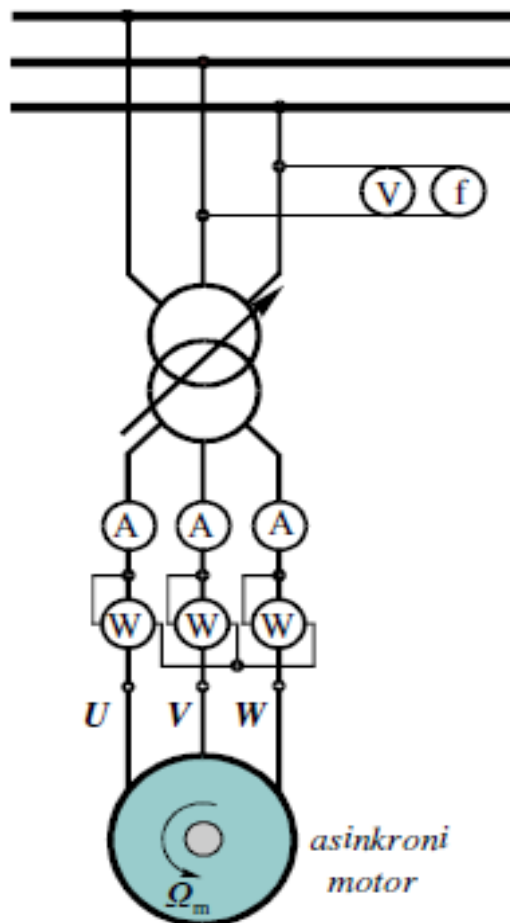 V f
A A A
W W W
U V W
Ωm
asinkroni
motor